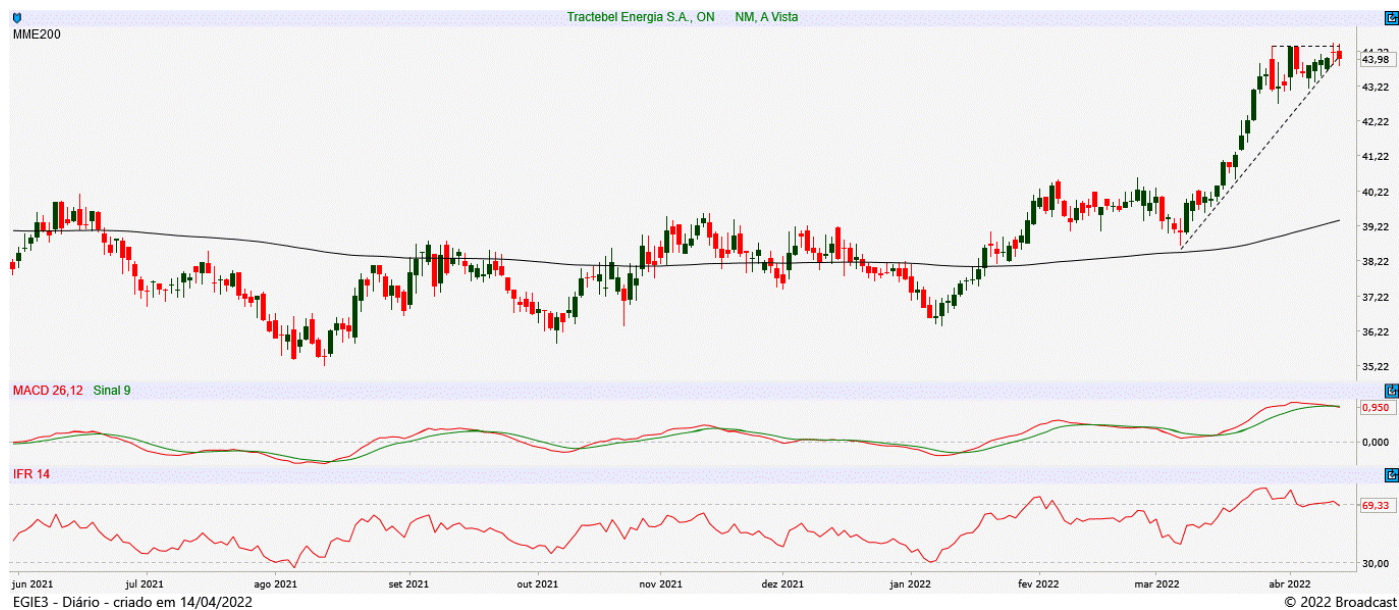 Tractebel Energia S.A., ON NM, A Vista
MME200
44,22
43,98
43,22
42,22
41,22
40,22
39,22
38,22
37,22
36,22
35,22
MACD 26,12 Sinal 9
0,950
0,000
IFR 14
69,33
30,00
jun 2021 jul 2021 ago 2021 set 2021 out 2021 nov 2021 dez 2021 jan 2022 fev 2022 mar 2022 abr 2022
EGIE3 - Diário - criado em 14/04/2022 © 2022 Broadcast